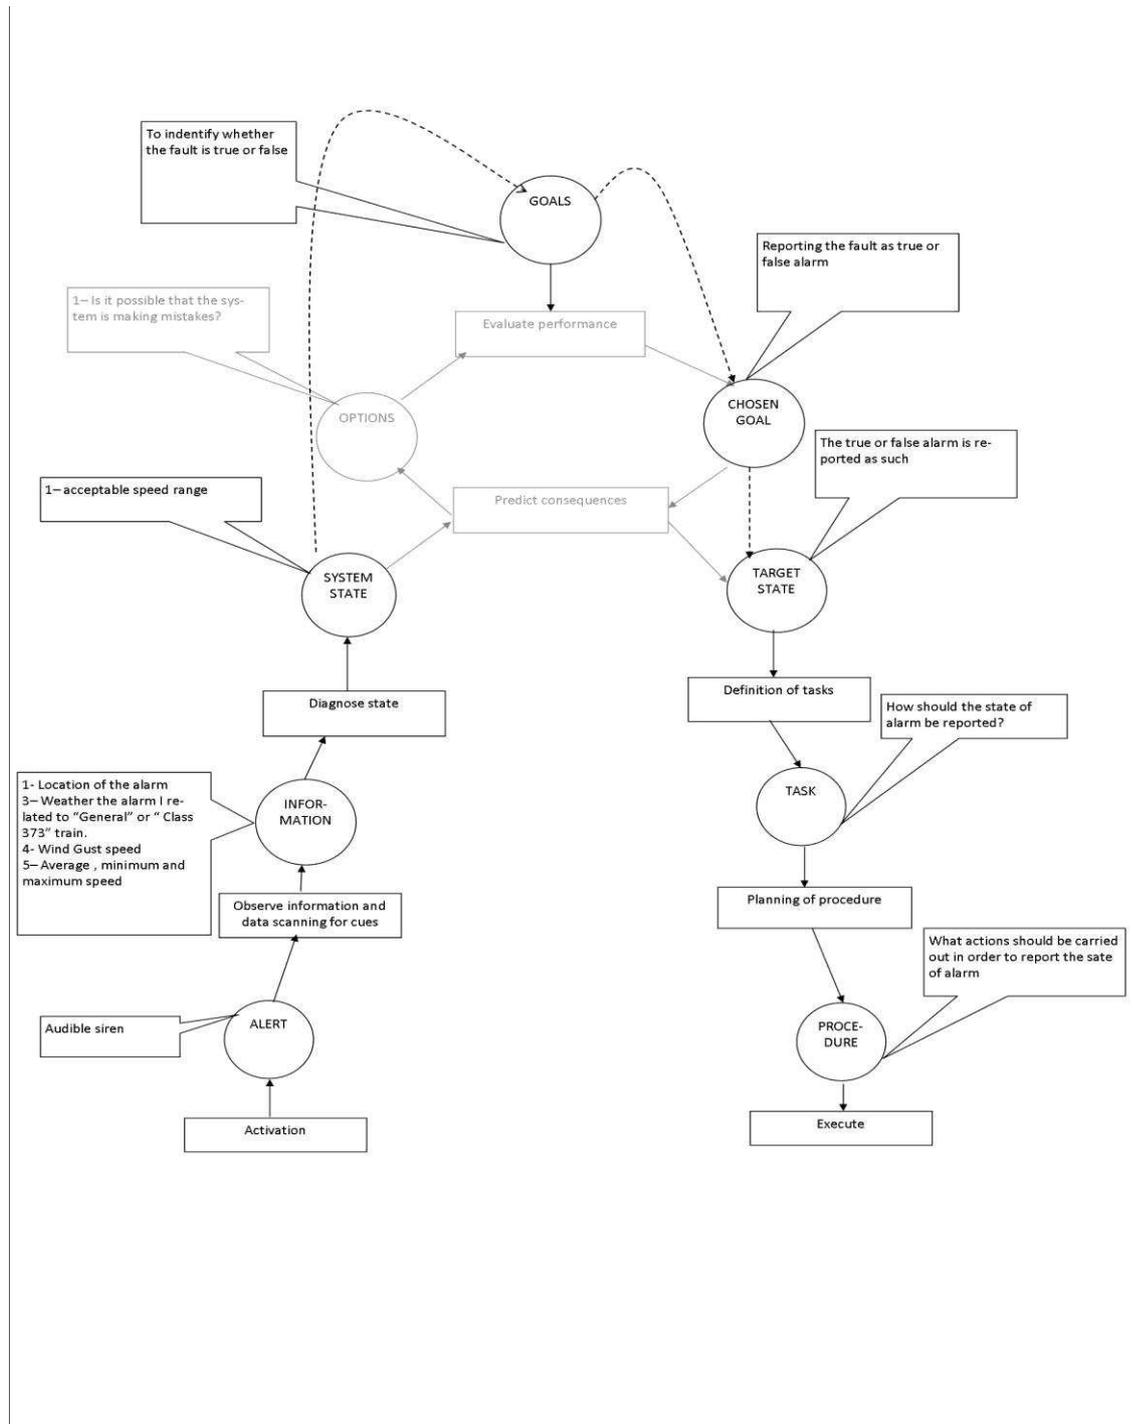 To indentify whether
the fault is true or false
GOALS
Reporting the fault as true or
false alarm
1– Is it possible that the sys-
tem is making mistakes?
Evaluate performance
CHOSEN
GOAL
OPTIONS
The true or false alarm is re-
ported as such
1– acceptable speed range
Predict consequences
SYSTEM
STATE
TARGET
STATE
Diagnose state
Definition of tasks
How should the state of
alarm be reported?
1- Location of the alarm
3– Weather the alarm I re-
lated to “General” or “ Class
373” train.
4- Wind Gust speed
5– Average , minimum and
maximum speed
INFOR-
MATION
TASK
Observe information and
data scanning for cues
Planning of procedure
What actions should be carried
out in order to report the sate
of alarm
Audible siren
ALERT
PROCE-
DURE
Activation
Execute